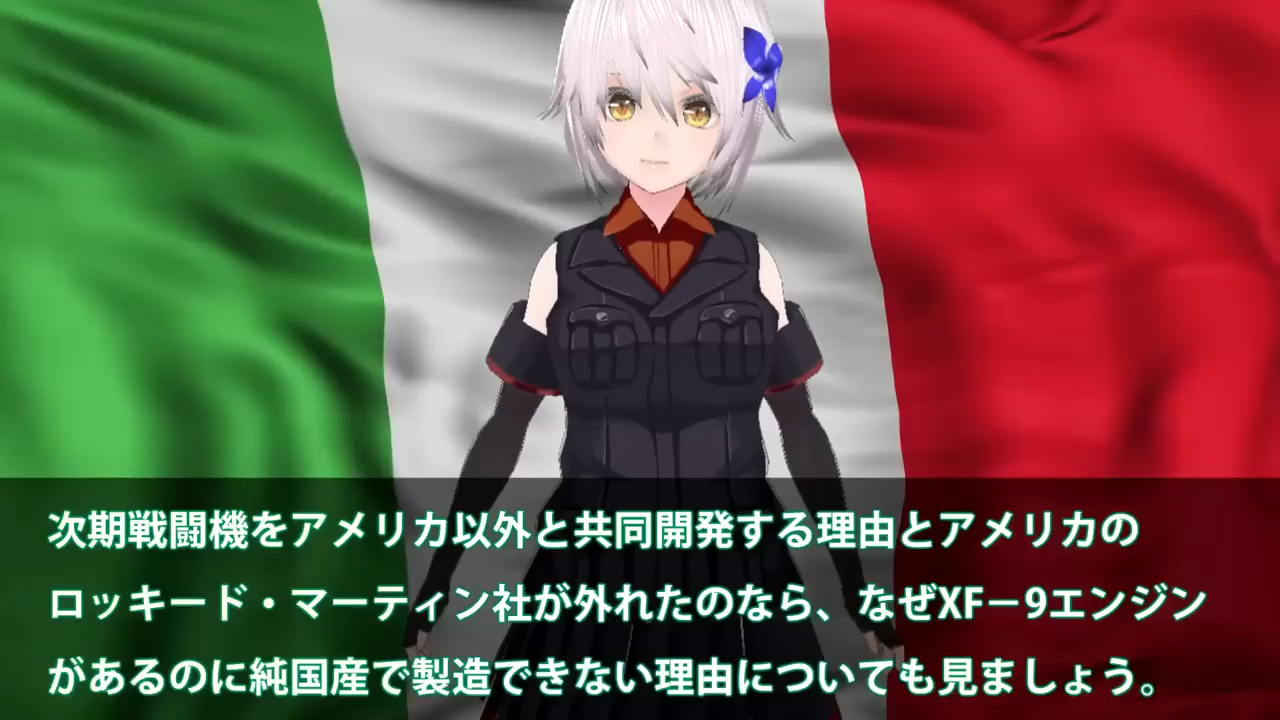 次期戦闘機をアメリカ以外と共同開発する理由とアメリカの
ロッキード・マーティン社が外れたのなら、なぜXF－9エンジン
があるのに純国産で製造できない理由についても見ましょう。